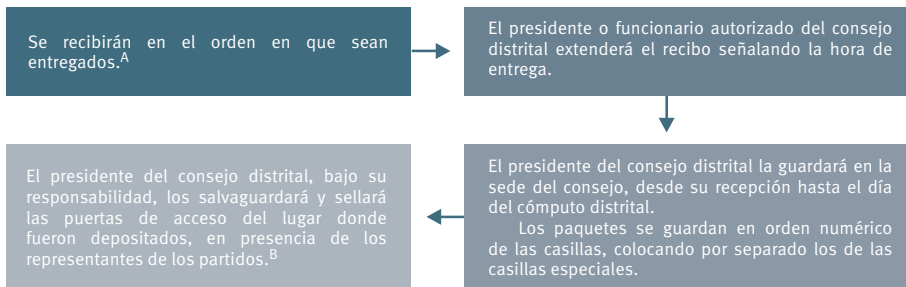 Se recibirán en el orden en que sean
entregados.A
El presidente o funcionario autorizado del consejo
distrital extenderá el recibo señalando la hora de
entrega.
El presidente del consejo distrital la guardará en la
sede del consejo, desde su recepción hasta el día
del cómputo distrital.
Los paquetes se guardan en orden numérico
de las casillas, colocando por separado los de las
casillas especiales.
El presidente del consejo distrital, bajo su
responsabilidad, los salvaguardará y sellará
las puertas de acceso del lugar donde
fueron depositados, en presencia de los
representantes de los partidos.B